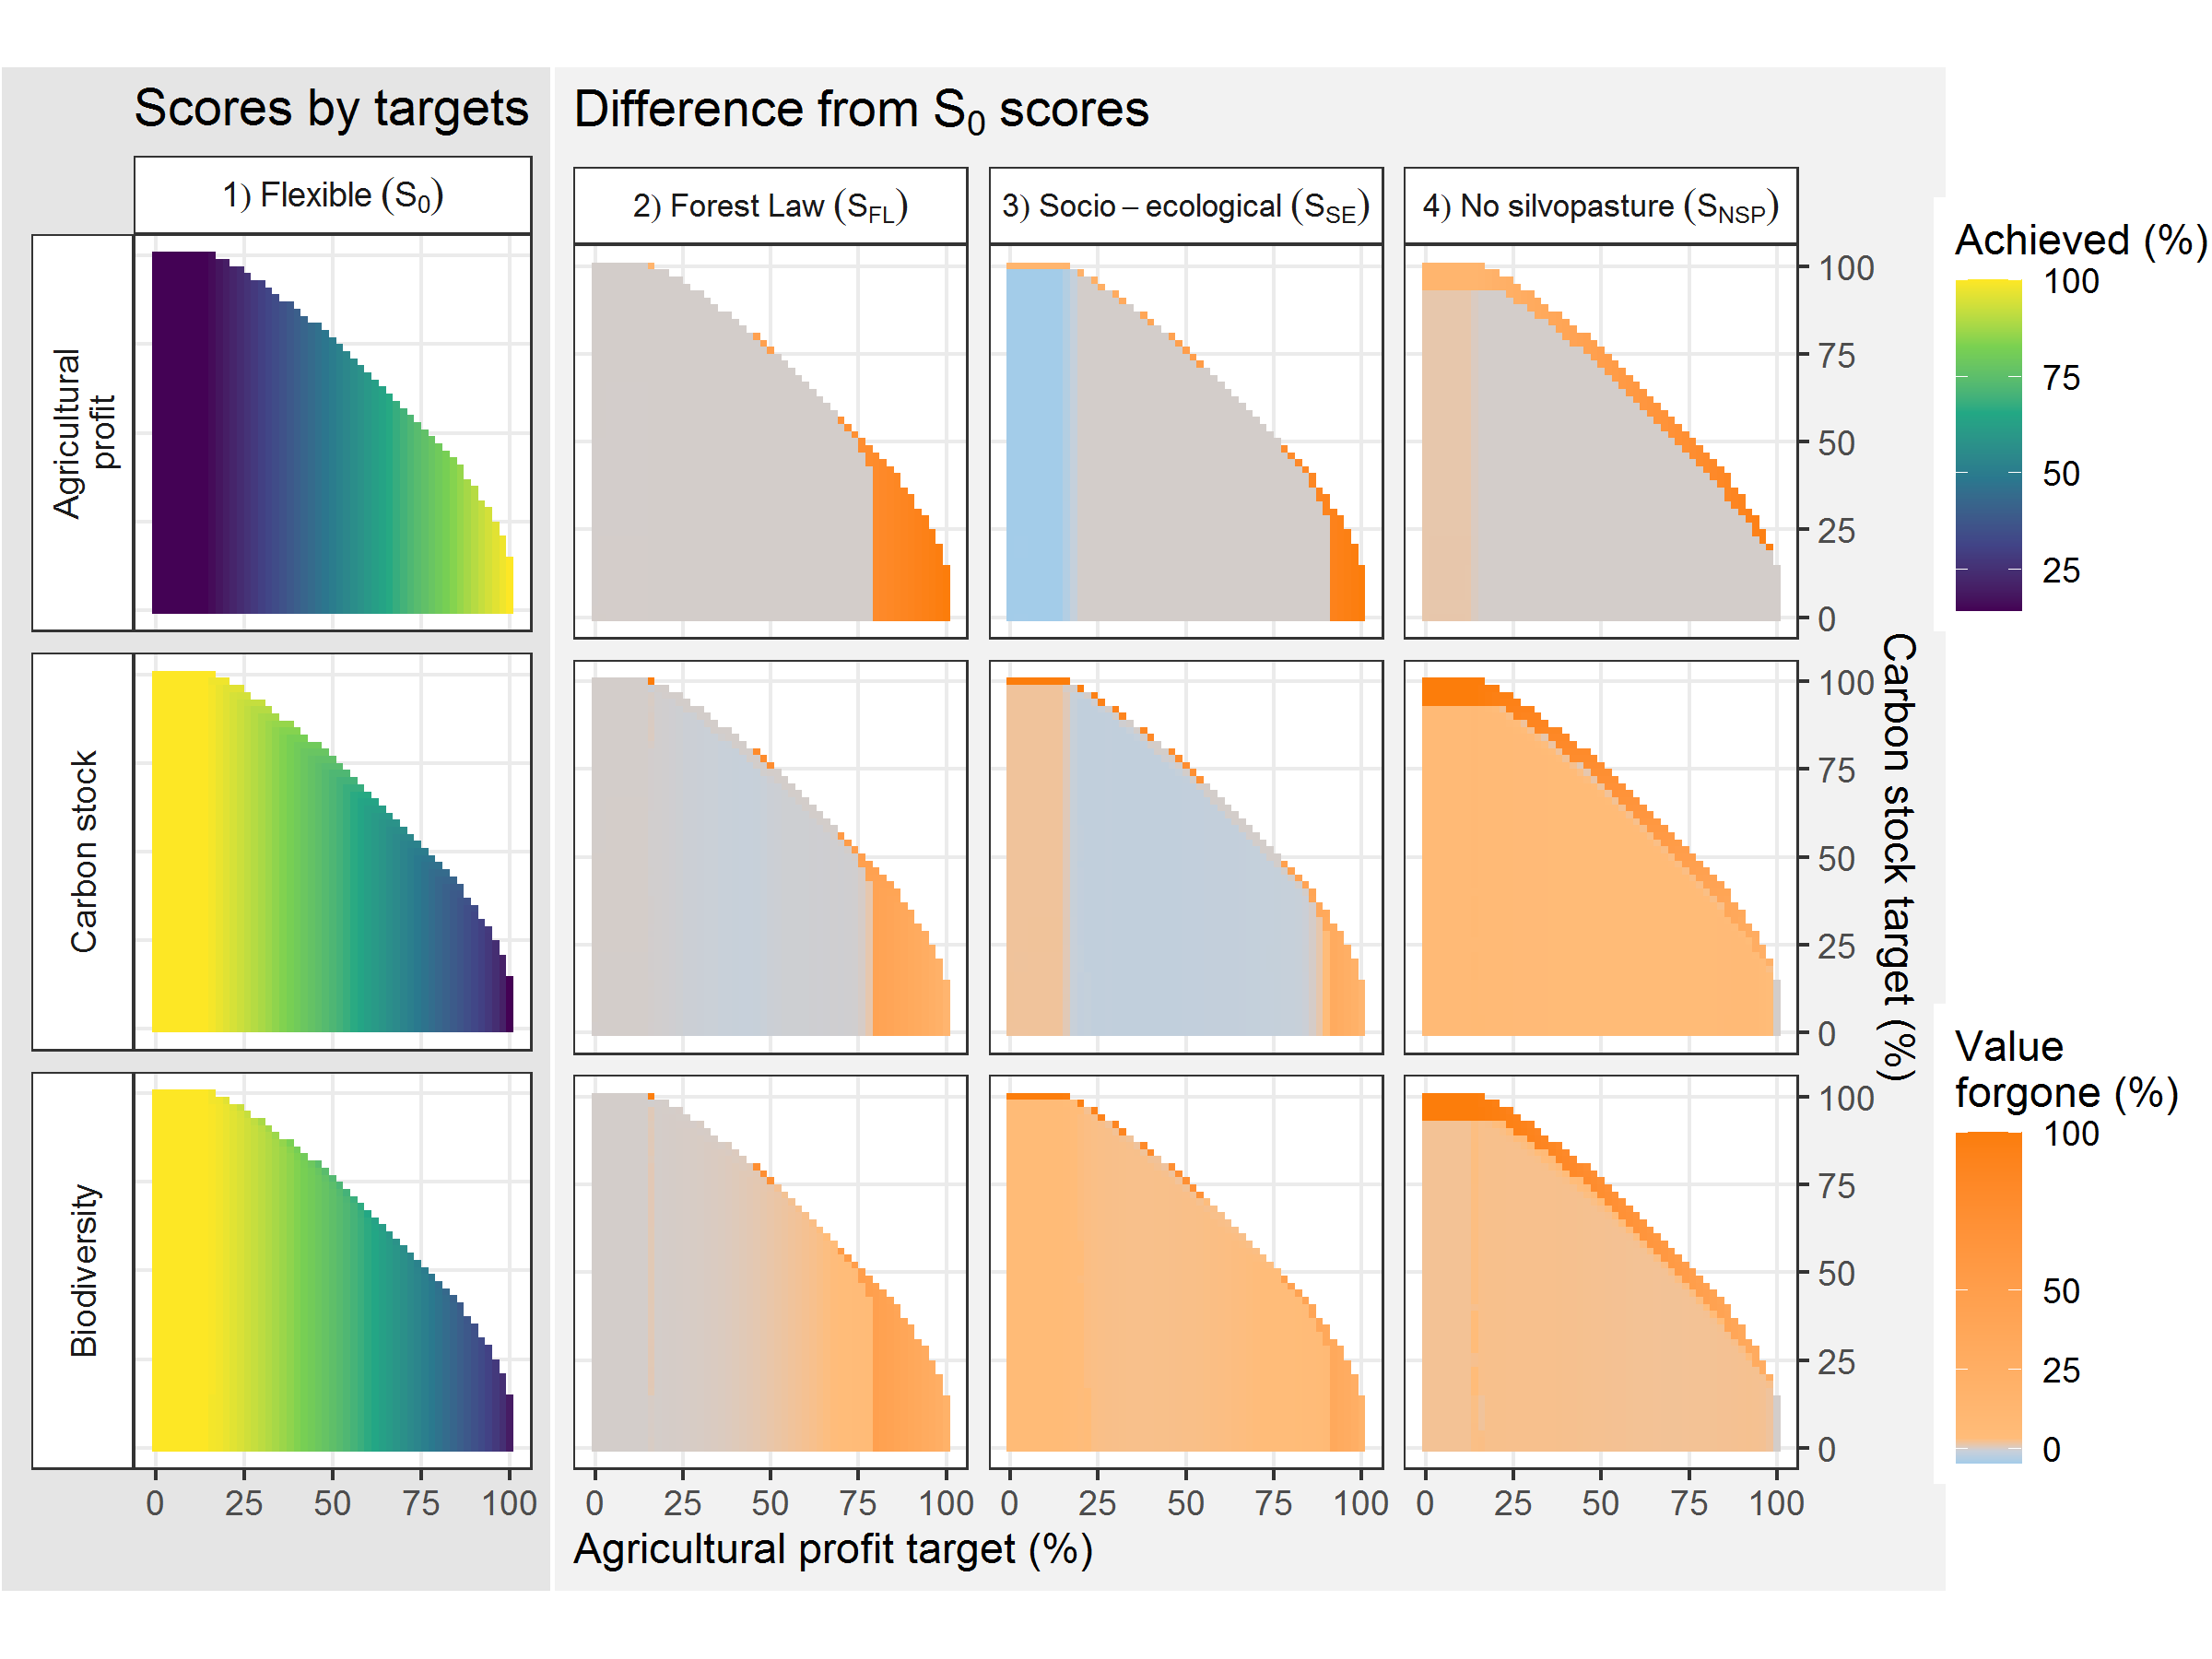 Scores by targets
Difference from S0 scores
1) Flexible (S0)
2) Forest Law (SFL)
3) Socio – ecological (SSE)
4) No silvopasture (SNSP)
Agricultural
profit
Carbon stock
Biodiversity
100
75
50
25
0
100
75
50
25
0
100
75
50
25
0
0 25 50 75 100
0 25 50 75 100
0 25 50 75 100
0 25 50 75 100
Agricultural profit target (%)
Carbon stock target (%)
Achieved (%)
100
75
50
25
Value
forgone (%)
100
50
25
0